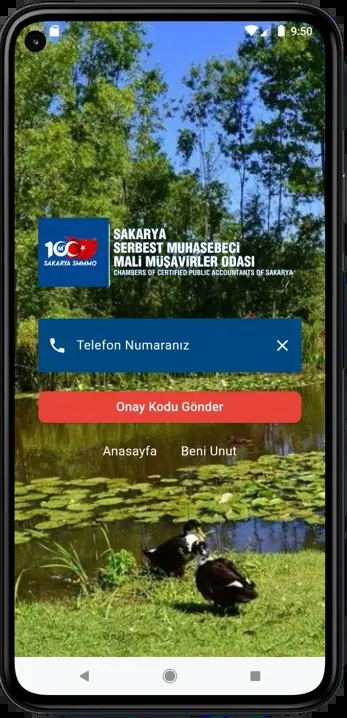 9:50
100
SAKARYA SMMMO
SAKARYA
SERBEST MUHASEBECİ
MALİ MÜŞAVİRLER ODASI
CHAMBERS OF CERTIFIED PUBLIC ACCOUNTANTS OF SAKARYA
Telefon Numaranız
Onay Kodu Gönder
Anasayfa Beni Unut